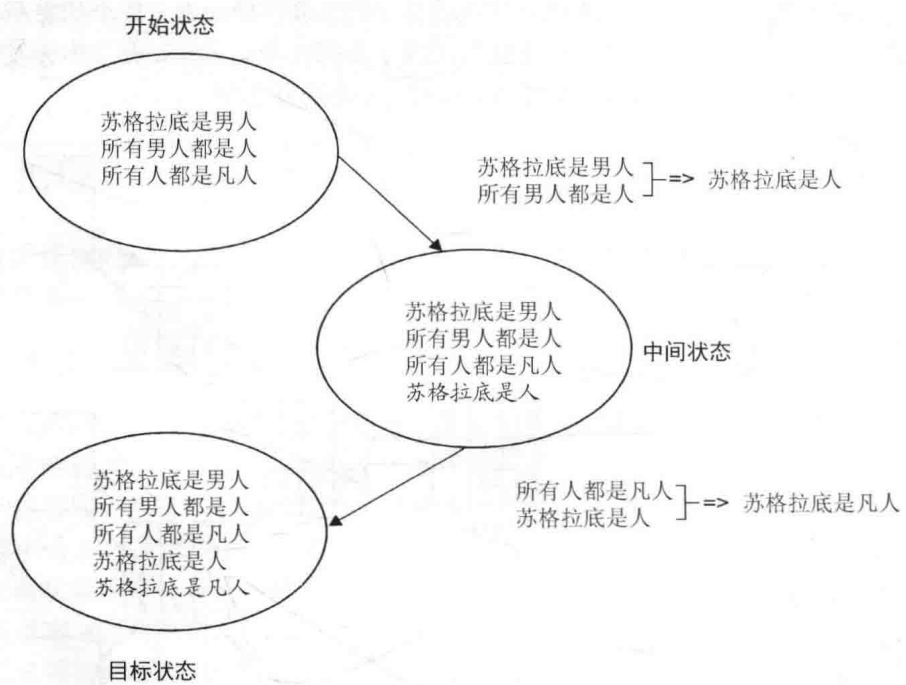 开始状态
苏格拉底是男人
所有男人都是人
所有人都是凡人
苏格拉底是男人
所有男人都是人
=> 苏格拉底是人
苏格拉底是男人
所有男人都是人
所有人都是凡人
苏格拉底是人
中间状态
苏格拉底是男人
所有男人都是人
所有人都是凡人
苏格拉底是人
苏格拉底是凡人
所有人都是凡人
苏格拉底是人
=> 苏格拉底是凡人
目标状态